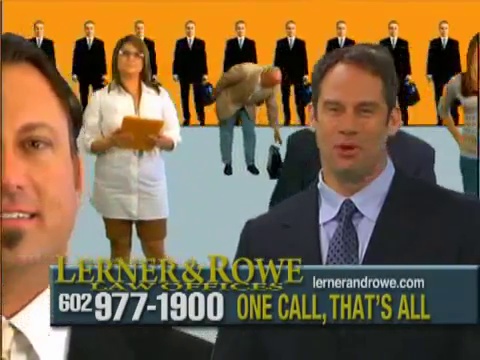 LERNER & ROWE
LAW OFFICES
lernerandrowe.com
602 977-1900 ONE CALL, THAT'S ALL